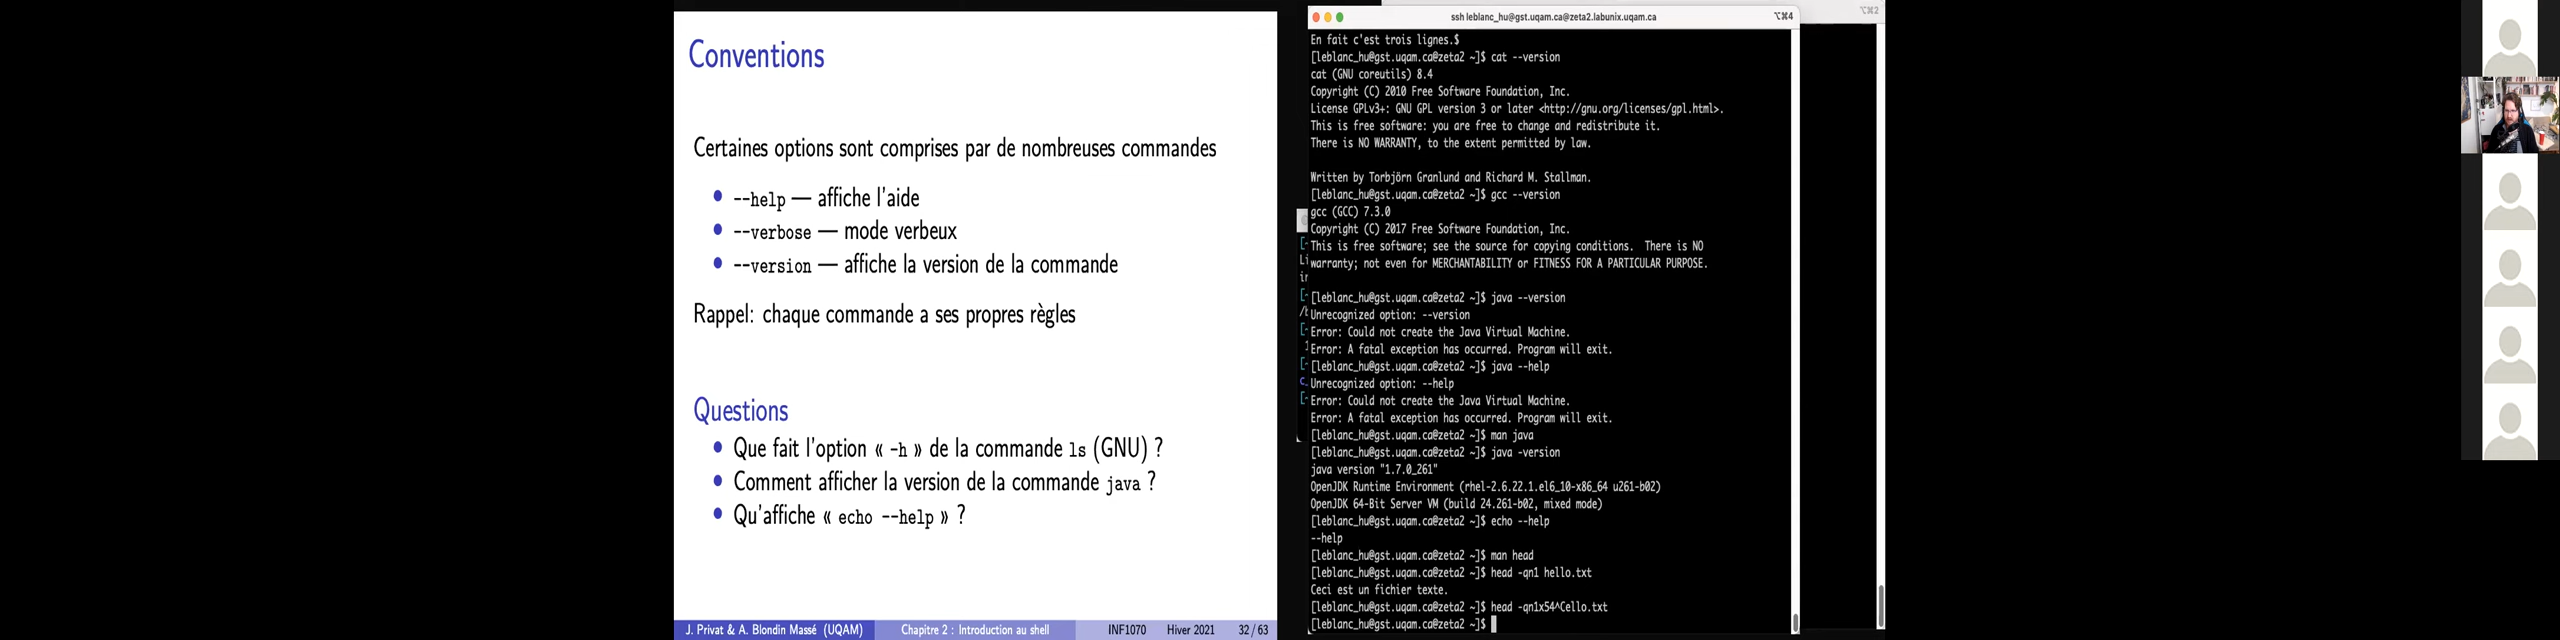 Conventions
Certaines options sont comprises par de nombreuses commandes
• --help — affiche l'aide
• --verbose — mode verbeux
• --version — affiche la version de la commande
Rappel: chaque commande a ses propres règles
Questions
• Que fait l'option « -h » de la commande ls (GNU) ?
• Comment afficher la version de la commande java ?
• Qu'affiche « echo --help » ?
J. Privat & A. Blondin Massé (UQAM) Chapitre 2 : Introduction au shell INF1070 Hiver 2021 32 / 63
ssh leblanc_hu@gst.uqam.ca@zeta2.labunix.uqam.ca ⌥⌘4
⌥⌘2
En fait c'est trois lignes.$
[leblanc_hu@gst.uqam.ca@zeta2 ~]$ cat --version
cat (GNU coreutils) 8.4
Copyright (C) 2010 Free Software Foundation, Inc.
License GPLv3+: GNU GPL version 3 or later <http://gnu.org/licenses/gpl.html>.
This is free software: you are free to change and redistribute it.
There is NO WARRANTY, to the extent permitted by law.
Written by Torbjörn Granlund and Richard M. Stallman.
[leblanc_hu@gst.uqam.ca@zeta2 ~]$ gcc --version
gcc (GCC) 7.3.0
Copyright (C) 2017 Free Software Foundation, Inc.
This is free software; see the source for copying conditions.  There is NO
warranty; not even for MERCHANTABILITY or FITNESS FOR A PARTICULAR PURPOSE.
[leblanc_hu@gst.uqam.ca@zeta2 ~]$ java --version
Unrecognized option: --version
Error: Could not create the Java Virtual Machine.
Error: A fatal exception has occurred. Program will exit.
[leblanc_hu@gst.uqam.ca@zeta2 ~]$ java --help
Unrecognized option: --help
Error: Could not create the Java Virtual Machine.
Error: A fatal exception has occurred. Program will exit.
[leblanc_hu@gst.uqam.ca@zeta2 ~]$ man java
[leblanc_hu@gst.uqam.ca@zeta2 ~]$ java -version
java version "1.7.0_261"
OpenJDK Runtime Environment (rhel-2.6.22.1.el6_10-x86_64 u261-b02)
OpenJDK 64-Bit Server VM (build 24.261-b02, mixed mode)
[leblanc_hu@gst.uqam.ca@zeta2 ~]$ echo --help
--help
[leblanc_hu@gst.uqam.ca@zeta2 ~]$ man head
[leblanc_hu@gst.uqam.ca@zeta2 ~]$ head -qn1 hello.txt
Ceci est un fichier texte.
[leblanc_hu@gst.uqam.ca@zeta2 ~]$ head -qn1x54^Cello.txt
[leblanc_hu@gst.uqam.ca@zeta2 ~]$